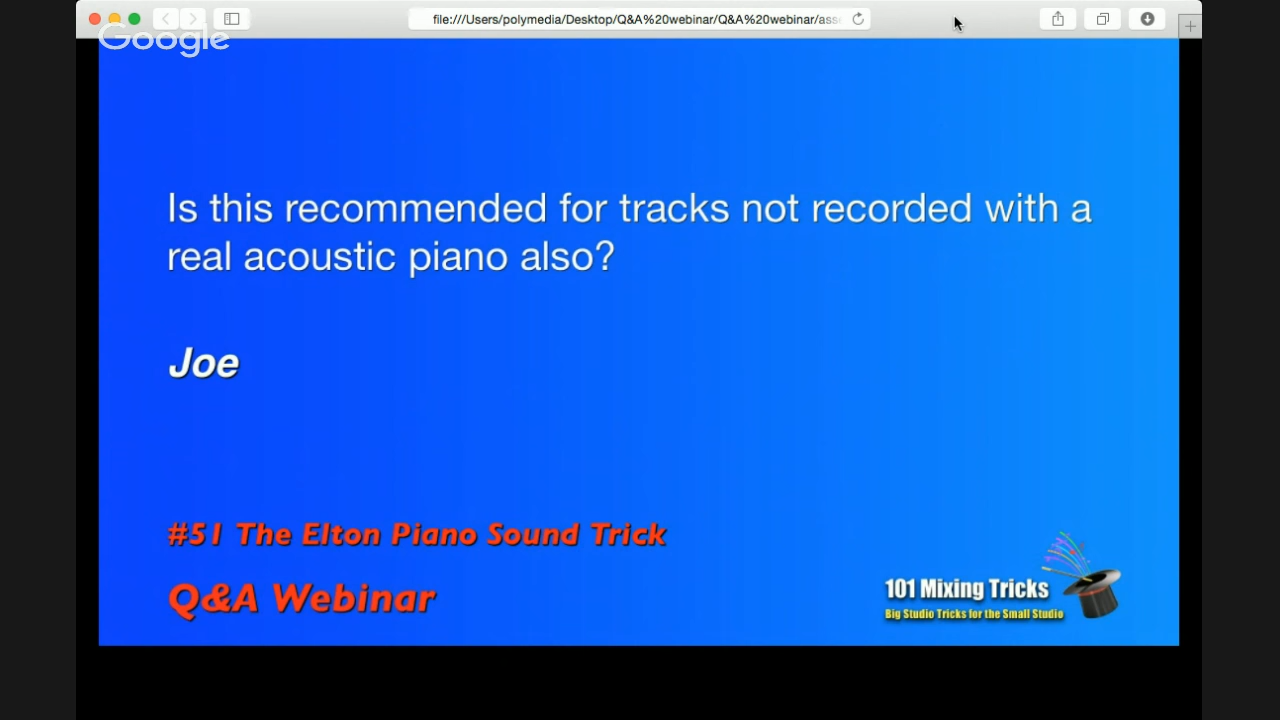 file:///Users/polymedia/Desktop/Q&A%20webinar/Q&A%20webinar/ass
Google
Is this recommended for tracks not recorded with a
real acoustic piano also?
Joe
#51 The Elton Piano Sound Trick
Q&A Webinar
101 Mixing Tricks
Big Studio Tricks for the Small Studio